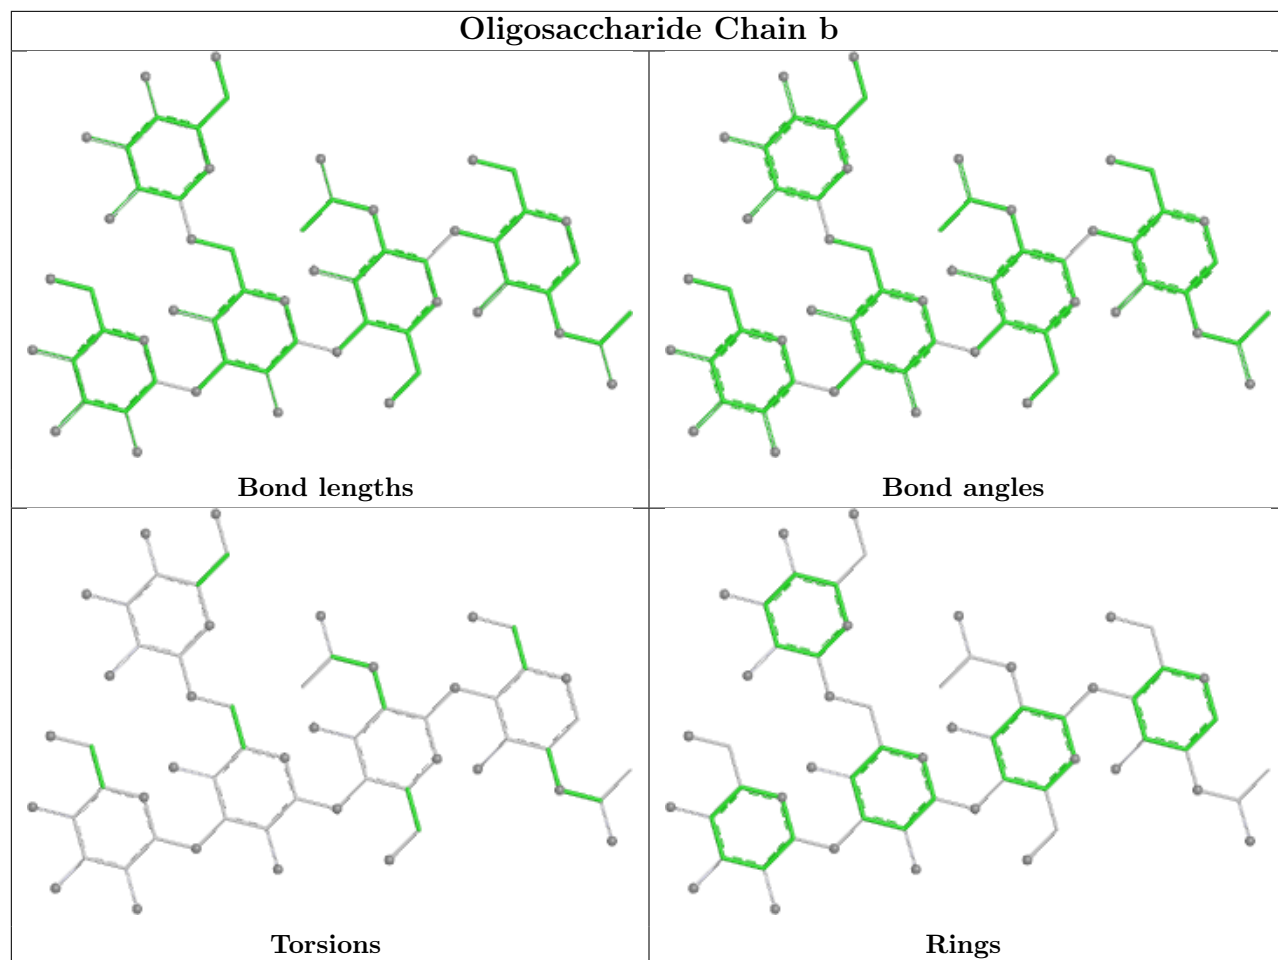 Oligosaccharide Chain b
Bond lengths
Bond angles
Torsions
Rings